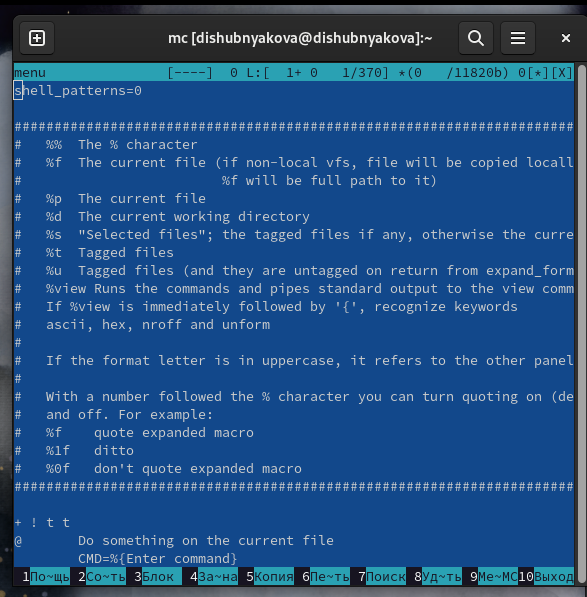 mc [dishubnyakova@dishubnyakova]:~
menu [----] 0 L:[ 1+ 0 1/370] *(0 /11820b) 0[*][X]
shell_patterns=0
################################################################################
# %% The % character
# %f The current file (if non-local vfs, file will be copied locall
# %f will be full path to it)
# %p The current file
# %d The current working directory
# %s "Selected files"; the tagged files if any, otherwise the curre
# %t Tagged files
# %u Tagged files (and they are untagged on return from expand_form
# %view Runs the commands and pipes standard output to the view comm
# If %view is immediately followed by '{', recognize keywords
# ascii, hex, nroff and unform
#
# If the format letter is in uppercase, it refers to the other panel
#
# With a number followed the % character you can turn quoting on (de
# and off. For example:
# %f quote expanded macro
# %1f ditto
# %0f don't quote expanded macro
################################################################################
+ ! t t
@ Do something on the current file
CMD=%{Enter command}
1По~щь 2Со~ть 3Блок 4За~на 5Копия 6Пе~ть 7Поиск 8Уд~ть 9Ме~MC10Выход